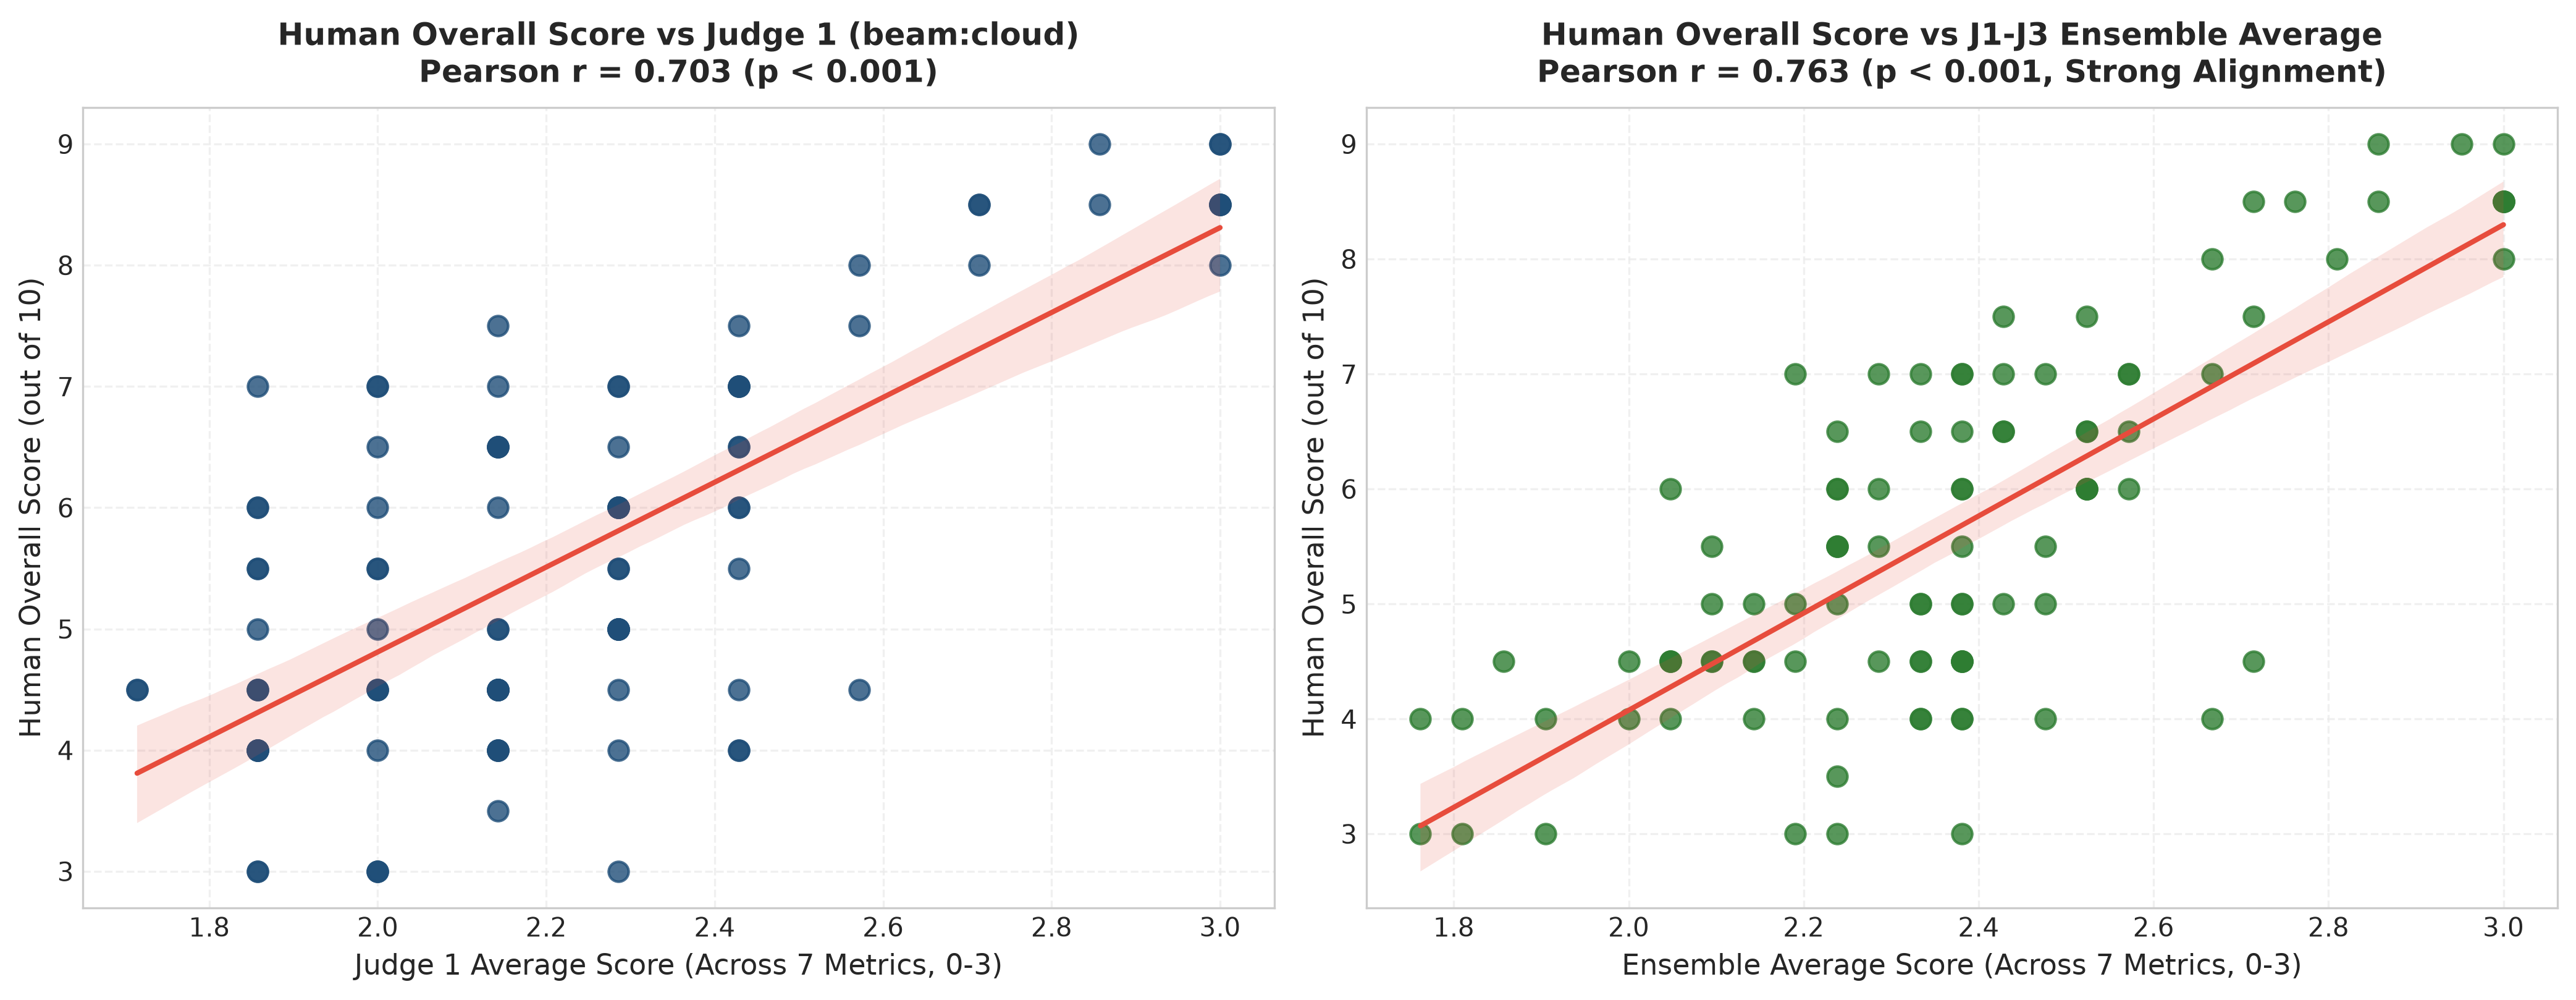 Human Overall Score vs Judge 1 (beam:cloud)
Pearson r = 0.703 (p < 0.001)
Human Overall Score (out of 10)
9
8
7
6
5
4
3
1.8 2.0 2.2 2.4 2.6 2.8 3.0
Judge 1 Average Score (Across 7 Metrics, 0-3)
Human Overall Score vs J1-J3 Ensemble Average
Pearson r = 0.763 (p < 0.001, Strong Alignment)
Human Overall Score (out of 10)
9
8
7
6
5
4
3
1.8 2.0 2.2 2.4 2.6 2.8 3.0
Ensemble Average Score (Across 7 Metrics, 0-3)